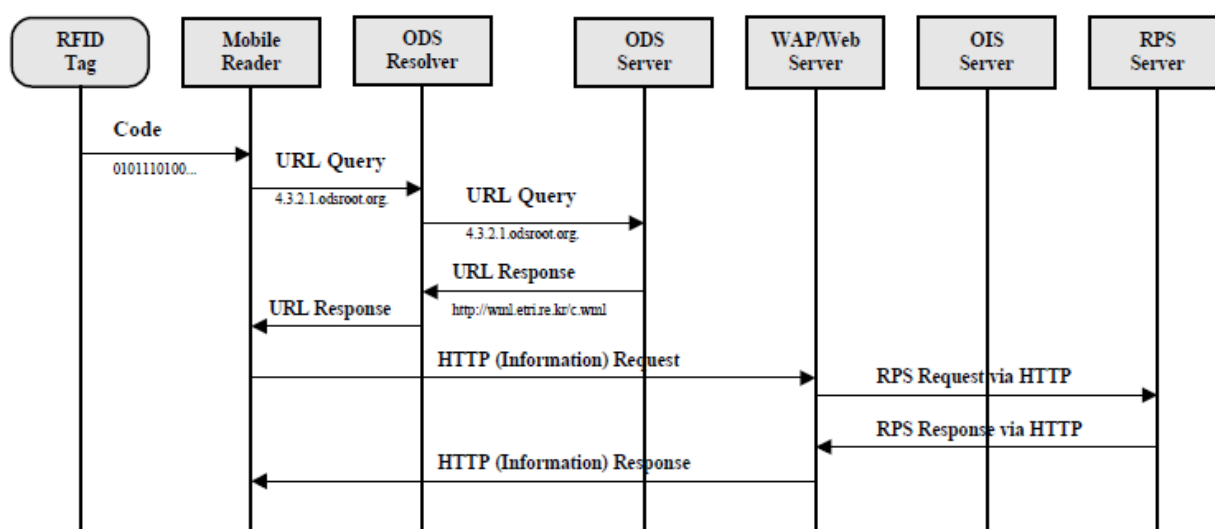 RFID
Tag
Mobile
Reader
ODS
Resolver
ODS
Server
WAP/Web
Server
OIS
Server
RPS
Server
Code
0101110100...
URL Query
4.3.2.1.odsroot.org.
URL Query
4.3.2.1.odsroot.org.
URL Response
http://wml.etri.re.kr/c.wml
URL Response
HTTP (Information) Request
RPS Request via HTTP
RPS Response via HTTP
HTTP (Information) Response